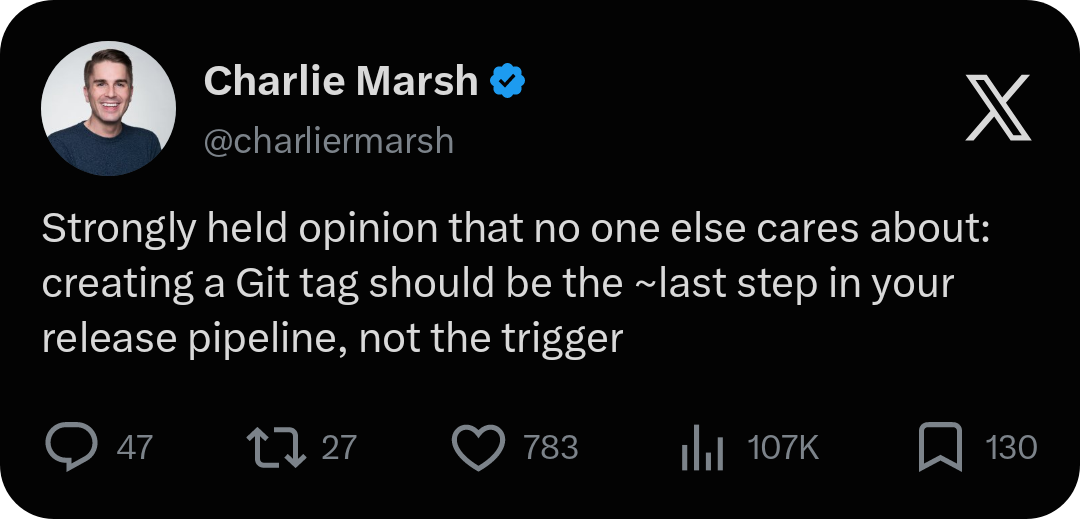 Charlie Marsh
@charliermarsh
Strongly held opinion that no one else cares about:
creating a Git tag should be the ~last step in your
release pipeline, not the trigger
47 27 783 107K 130